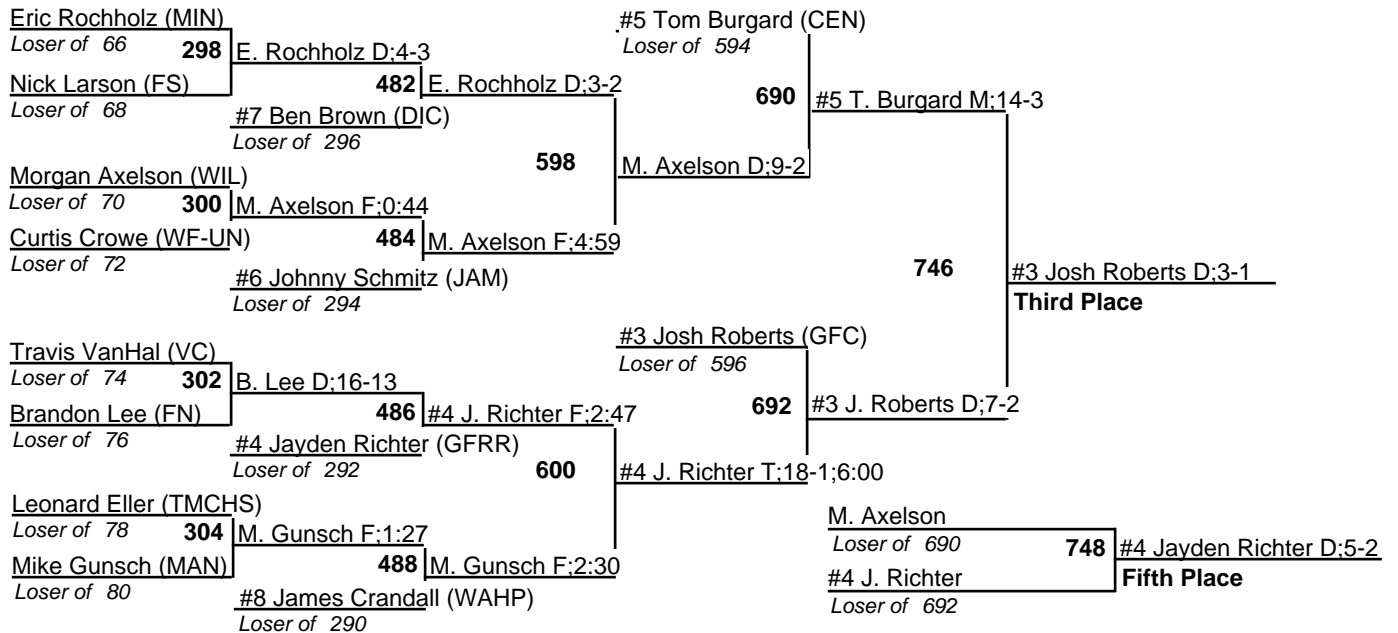 Eric Rochholz (MIN)
Loser of 66
298
E. Rochholz D;4-3
Nick Larson (FS)
Loser of 68
482
E. Rochholz D;3-2
#7 Ben Brown (DIC)
Loser of 296
598
Morgan Axelson (WIL)
Loser of 70
300
M. Axelson F;0:44
Curtis Crowe (WF-UN)
Loser of 72
484
M. Axelson F;4:59
#6 Johnny Schmitz (JAM)
Loser of 294
Travis VanHal (VC)
Loser of 74
302
B. Lee D;16-13
Brandon Lee (FN)
Loser of 76
486
#4 J. Richter F;2:47
#4 Jayden Richter (GFRR)
Loser of 292
600
Leonard Eller (TMCHS)
Loser of 78
304
M. Gunsch F;1:27
Mike Gunsch (MAN)
Loser of 80
488
M. Gunsch F;2:30
#8 James Crandall (WAHP)
Loser of 290
#5 Tom Burgard (CEN)
Loser of 594
690
#5 T. Burgard M;14-3
M. Axelson D;9-2
746
#3 Josh Roberts D;3-1
Third Place
#3 Josh Roberts (GFC)
Loser of 596
692
#3 J. Roberts D;7-2
#4 J. Richter T;18-1;6:00
M. Axelson
Loser of 690
748
#4 Jayden Richter D;5-2
#4 J. Richter
Fifth Place
Loser of 692